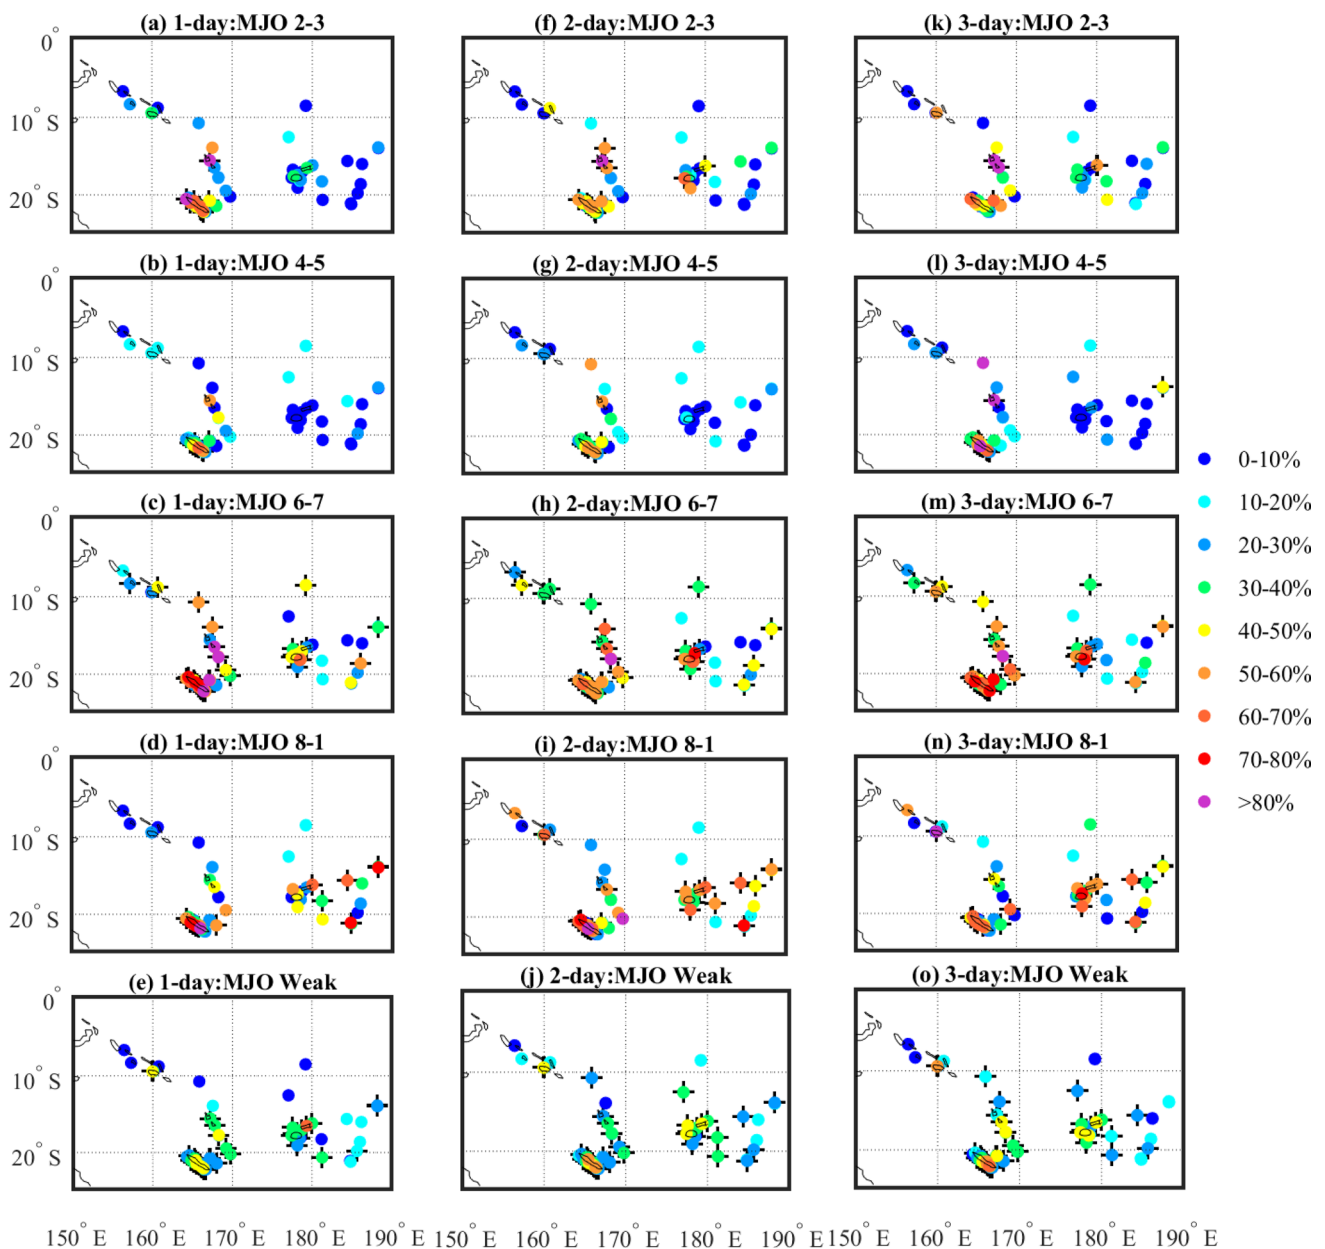 (a) 1-day:MJO 2-3
(f) 2-day:MJO 2-3
(k) 3-day:MJO 2-3
0°
10° S
20° S
(b) 1-day:MJO 4-5
(g) 2-day:MJO 4-5
(l) 3-day:MJO 4-5
0°
10° S
20° S
(c) 1-day:MJO 6-7
(h) 2-day:MJO 6-7
(m) 3-day:MJO 6-7
0°
10° S
20° S
(d) 1-day:MJO 8-1
(i) 2-day:MJO 8-1
(n) 3-day:MJO 8-1
0°
10° S
20° S
(e) 1-day:MJO Weak
(j) 2-day:MJO Weak
(o) 3-day:MJO Weak
0°
10° S
20° S
150° E 160° E 170° E 180° E 190° E
150° E 160° E 170° E 180° E 190° E
150° E 160° E 170° E 180° E 190° E
0-10%
10-20%
20-30%
30-40%
40-50%
50-60%
60-70%
70-80%
>80%